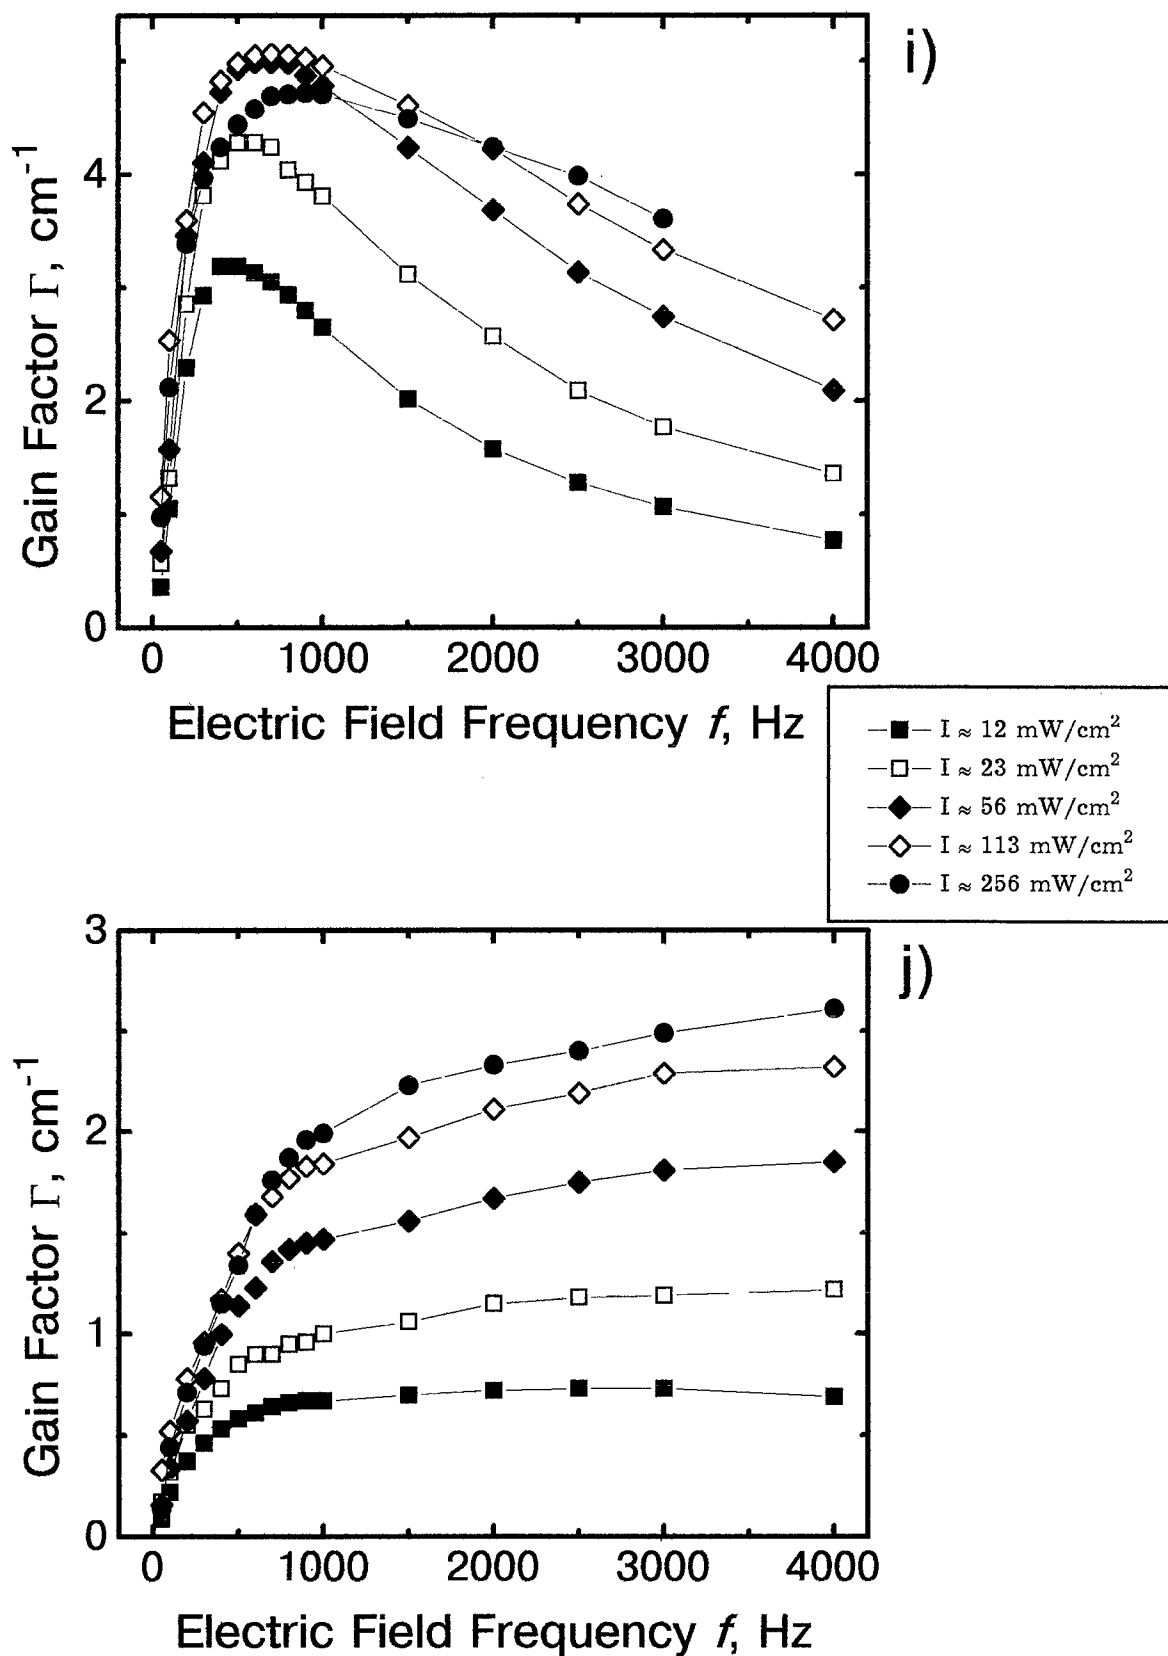 i)
Gain Factor Γ, cm⁻¹
4
2
0
0 1000 2000 3000 4000
Electric Field Frequency f, Hz
I ≈ 12 mW/cm²
I ≈ 23 mW/cm²
I ≈ 56 mW/cm²
I ≈ 113 mW/cm²
I ≈ 256 mW/cm²
j)
Gain Factor Γ, cm⁻¹
3
2
1
0
0 1000 2000 3000 4000
Electric Field Frequency f, Hz